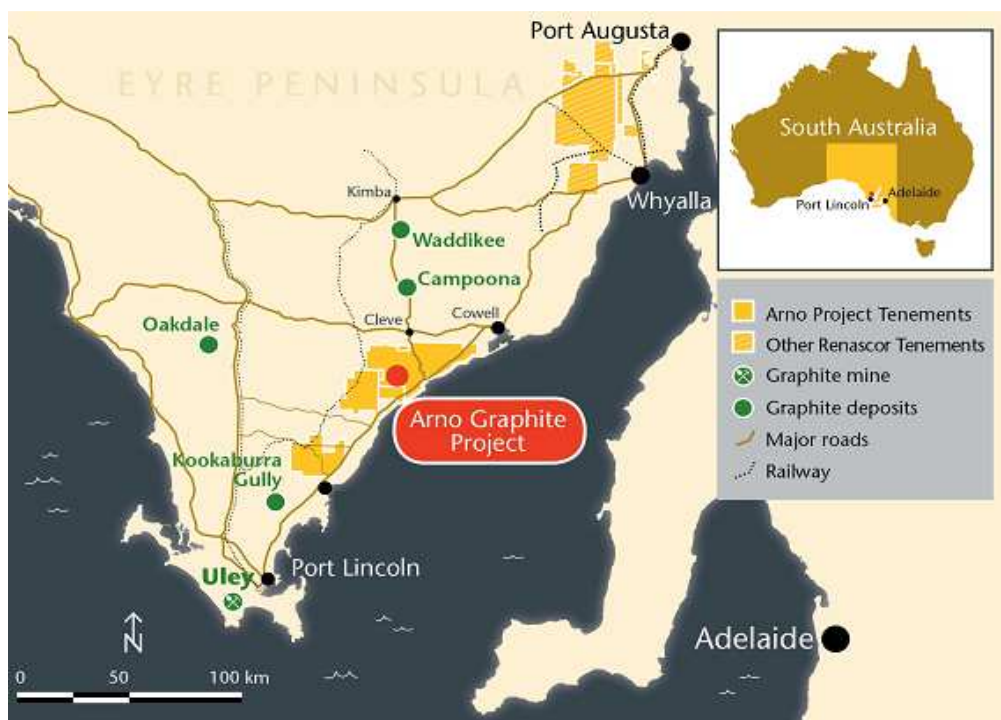 Port Augusta
EYRE PENINSULA
South Australia
Adelaide
Port Lincoln
Kimba
Whyalla
Waddikee
Campoona
Cleve
Cowell
Oakdale
Arno Graphite
Project
Kookaburra
Gully
Port Lincoln
Uley
N
Adelaide
0 50 100 km
Arno Project Tenements
Other Renascor Tenements
Graphite mine
Graphite deposits
Major roads
Railway